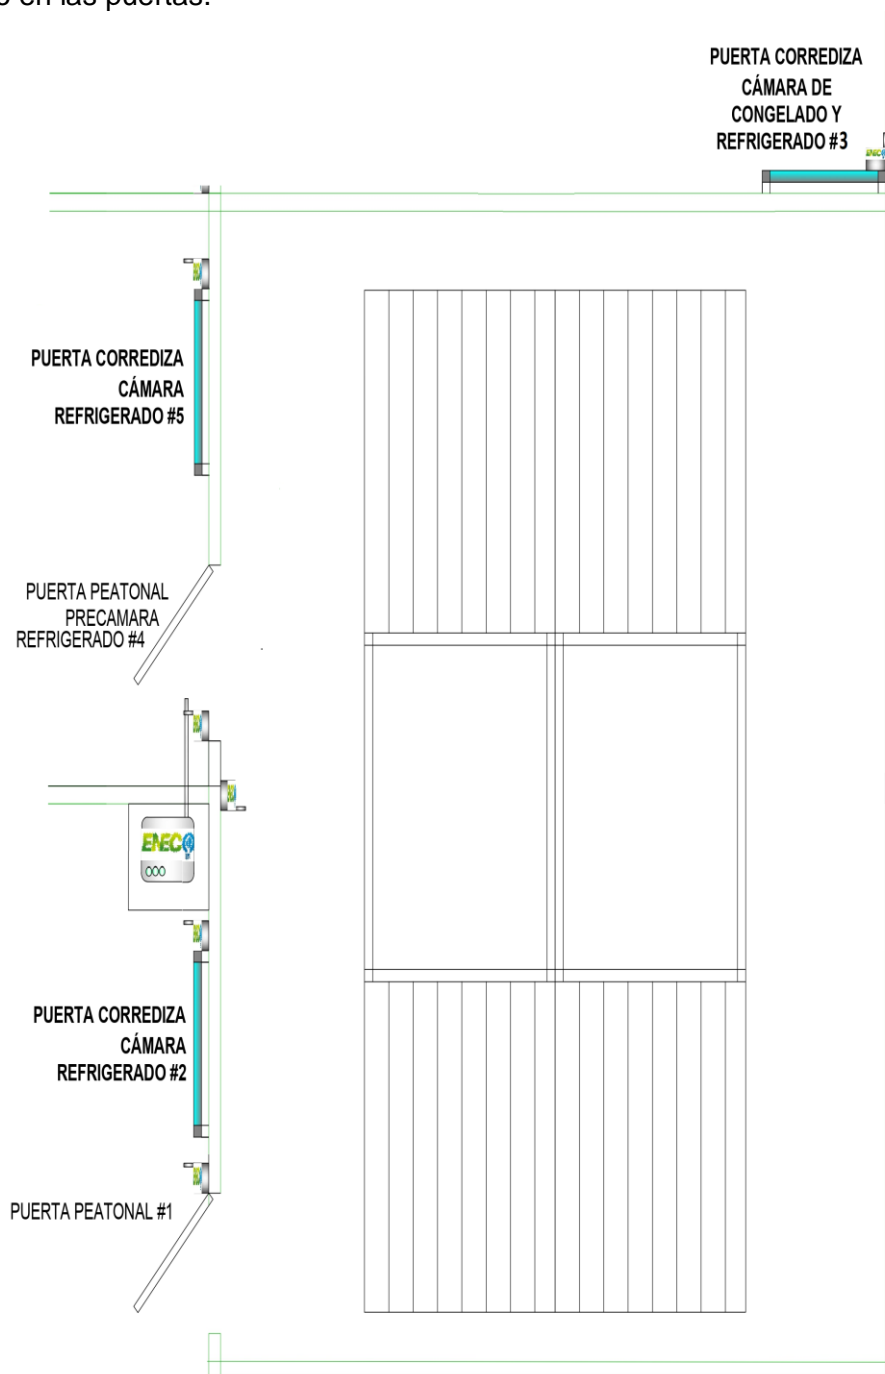 en las puertas.
PUERTA CORREDIZA
CÁMARA DE
CONGELADO Y
REFRIGERADO #3
PUERTA CORREDIZA
CÁMARA
REFRIGERADO #5
PUERTA PEATONAL
PRECAMARA
REFRIGERADO #4
ENECO
PUERTA CORREDIZA
CÁMARA
REFRIGERADO #2
PUERTA PEATONAL #1